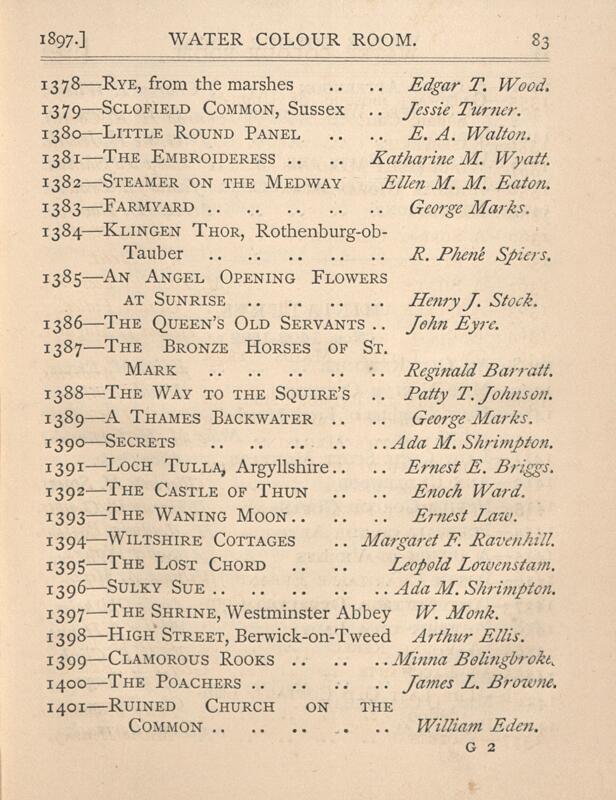 1897.] WATER COLOUR ROOM. 83
1378—RYE, from the marshes .. .. Edgar T. Wood.
1379—SCLOFIELD COMMON, Sussex .. Jessie Turner.
1380—LITTLE ROUND PANEL .. .. E. A. Walton.
1381—THE EMBROIDERESS .. .. Katharine M. Wyatt.
1382—STEAMER ON THE MEDWAY Ellen M. M. Eaton.
1383—FARMYARD .. .. .. .. .. George Marks.
1384—KLINGEN THOR, Rothenburg-ob-
Tauber .. .. .. .. .. R. Phené Spiers.
1385—AN ANGEL OPENING FLOWERS
AT SUNRISE .. .. .. .. Henry J. Stock.
1386—THE QUEEN'S OLD SERVANTS .. John Eyre.
1387—THE BRONZE HORSES OF ST.
MARK .. .. .. .. .. Reginald Barratt.
1388—THE WAY TO THE SQUIRE'S .. Patty T. Johnson.
1389—A THAMES BACKWATER .. .. George Marks.
1390—SECRETS .. .. .. .. .. Ada M. Shrimpton.
1391—LOCH TULLA, Argyllshire .. .. Ernest E. Briggs.
1392—THE CASTLE OF THUN .. .. Enoch Ward.
1393—THE WANING MOON .. .. .. Ernest Law.
1394—WILTSHIRE COTTAGES .. Margaret F. Ravenhill.
1395—THE LOST CHORD .. .. Leopold Lowenstam.
1396—SULKY SUE .. .. .. .. .. Ada M. Shrimpton.
1397—THE SHRINE, Westminster Abbey W. Monk.
1398—HIGH STREET, Berwick-on-Tweed Arthur Ellis.
1399—CLAMOROUS ROOKS .. .. .. Minna Bolingbroke.
1400—THE POACHERS .. .. .. .. James L. Browne.
1401—RUINED CHURCH ON THE
COMMON .. .. .. .. .. William Eden.
G 2